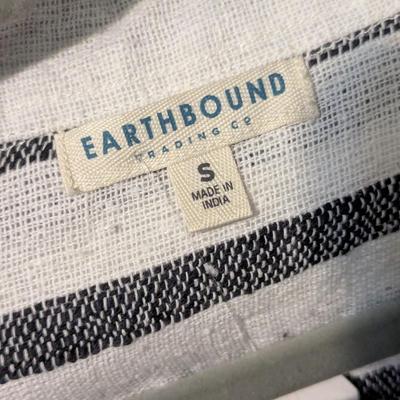 EARTHBOUND
TRADING CO
S
MADE IN
INDIA